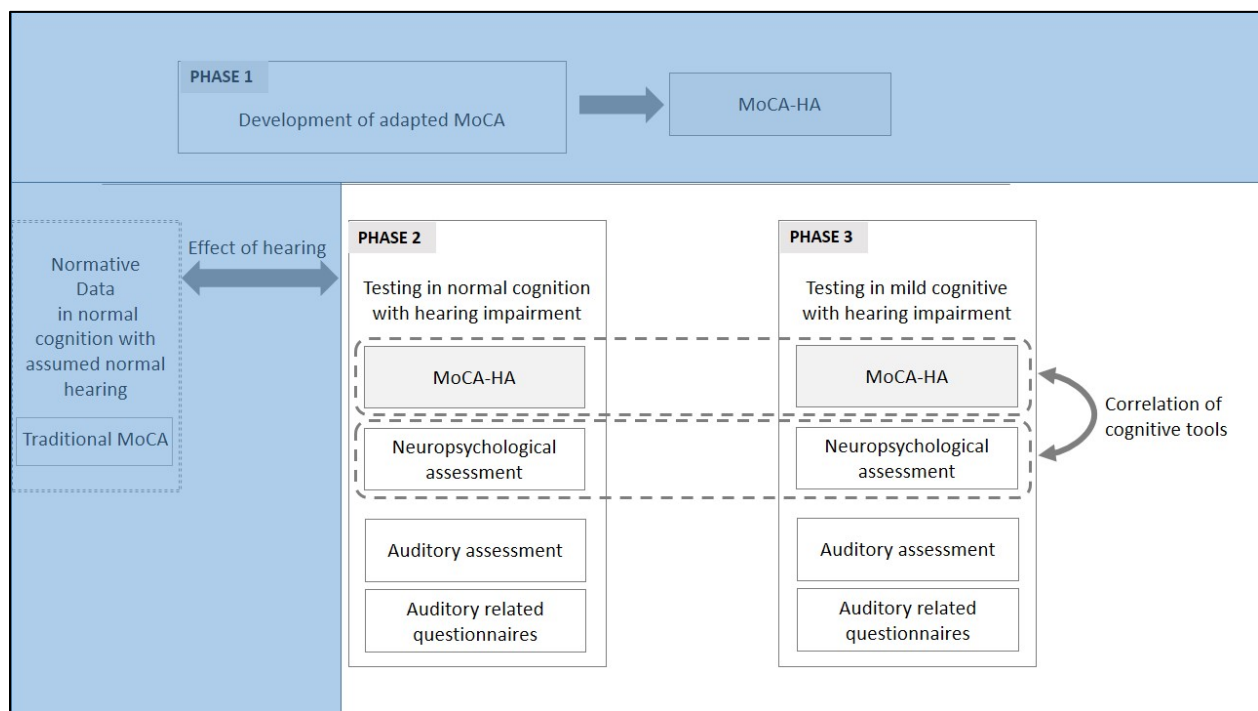 PHASE 1
Development of adapted MoCA
MoCA-HA
Normative
Data
in normal
cognition with
assumed normal
hearing
Traditional MoCA
Effect of hearing
PHASE 2
Testing in normal cognition
with hearing impairment
MoCA-HA
Neuropsychological
assessment
Auditory assessment
Auditory related
questionnaires
PHASE 3
Testing in mild cognitive
with hearing impairment
MoCA-HA
Neuropsychological
assessment
Auditory assessment
Auditory related
questionnaires
Correlation of
cognitive tools